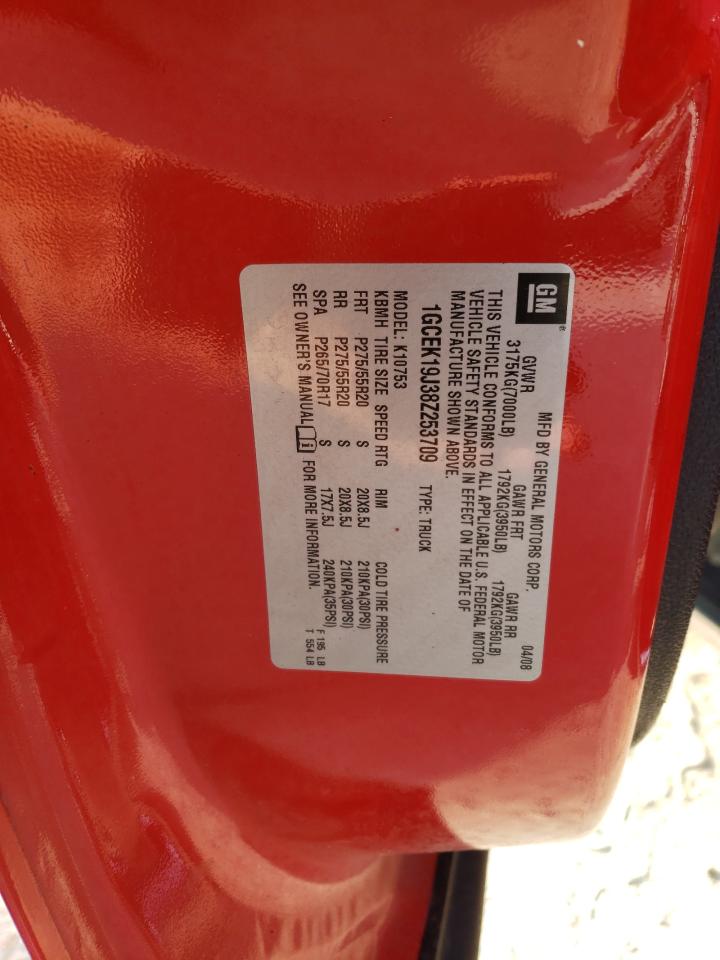 GM®
MFD BY GENERAL MOTORS CORP. 04/08
GVWR GAWR FRT GAWR RR
3175KG(7000LB) 1792KG(3950LB) 1792KG(3950LB)
THIS VEHICLE CONFORMS TO ALL APPLICABLE U.S. FEDERAL MOTOR
VEHICLE SAFETY STANDARDS IN EFFECT ON THE DATE OF
MANUFACTURE SHOWN ABOVE.
1GCEK19J38Z253709 TYPE: TRUCK
MODEL: K10753
KBMH TIRE SIZE SPEED RTG RIM COLD TIRE PRESSURE
FRT P275/55R20 S 20X8.5J 210KPA(30PSI)
RR P275/55R20 S 20X8.5J 210KPA(30PSI)
SPA P265/70R17 S 17X7.5J 240KPA(35PSI) F 195 LB
SEE OWNER'S MANUAL i FOR MORE INFORMATION. T 554 LB